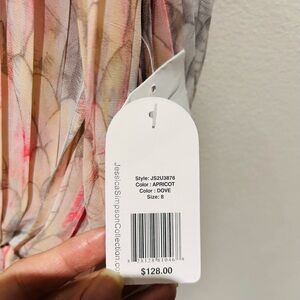 Style: JS2U3876
Color : APRICOT
Color : DOVE
Size: 8
JessicaSimpsonCollection.com
$128.00